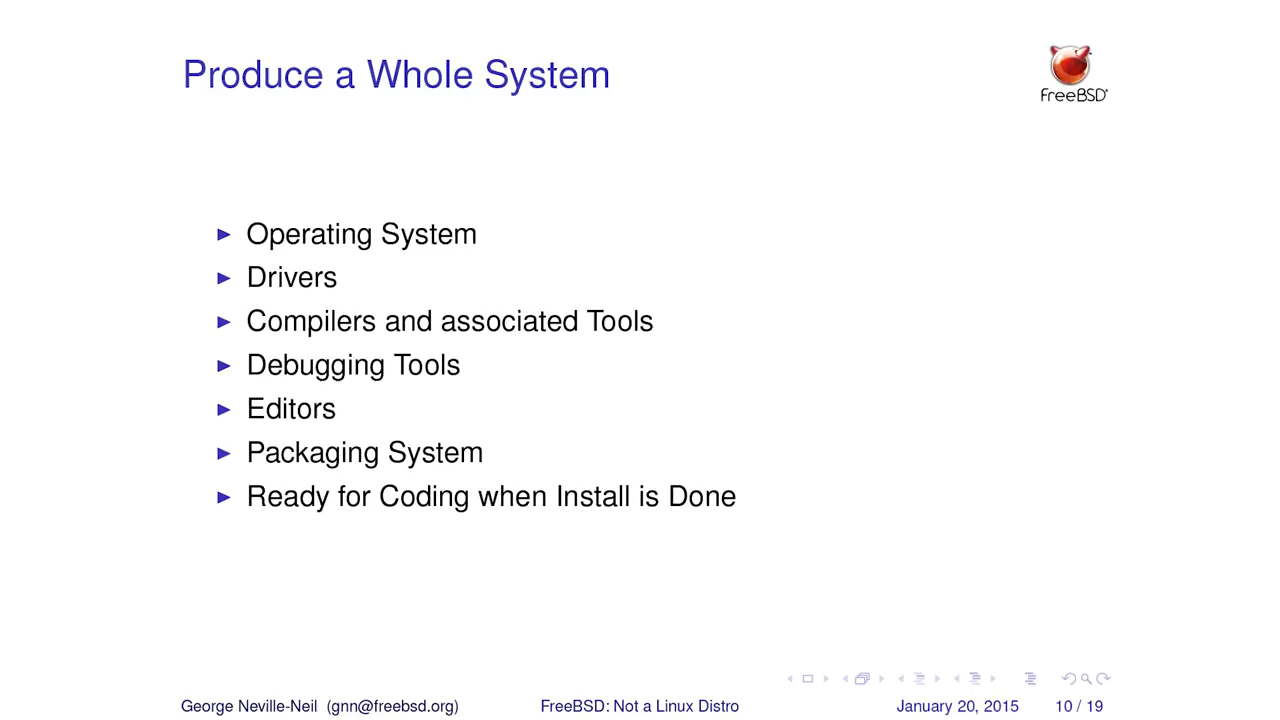 Produce a Whole System
FreeBSD
Operating System
Drivers
Compilers and associated Tools
Debugging Tools
Editors
Packaging System
Ready for Coding when Install is Done
George Neville-Neil (gnn@freebsd.org) FreeBSD: Not a Linux Distro January 20, 2015 10 / 19